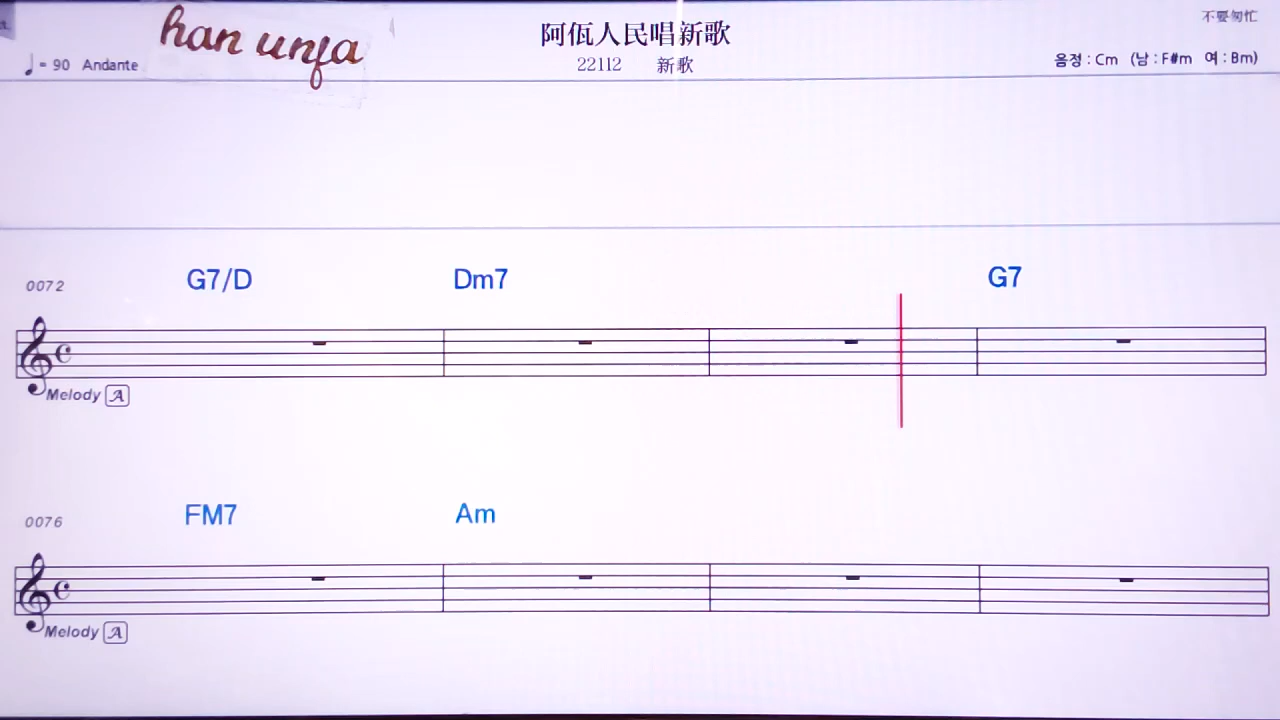 不要匆忙
han unfa
阿佤人民唱新歌
= 90 Andante
22112 新歌
음정 : Cm (남 : F#m 여 : Bm)
0072 G7/D Dm7 G7
Melody A
0076 FM7 Am
Melody A